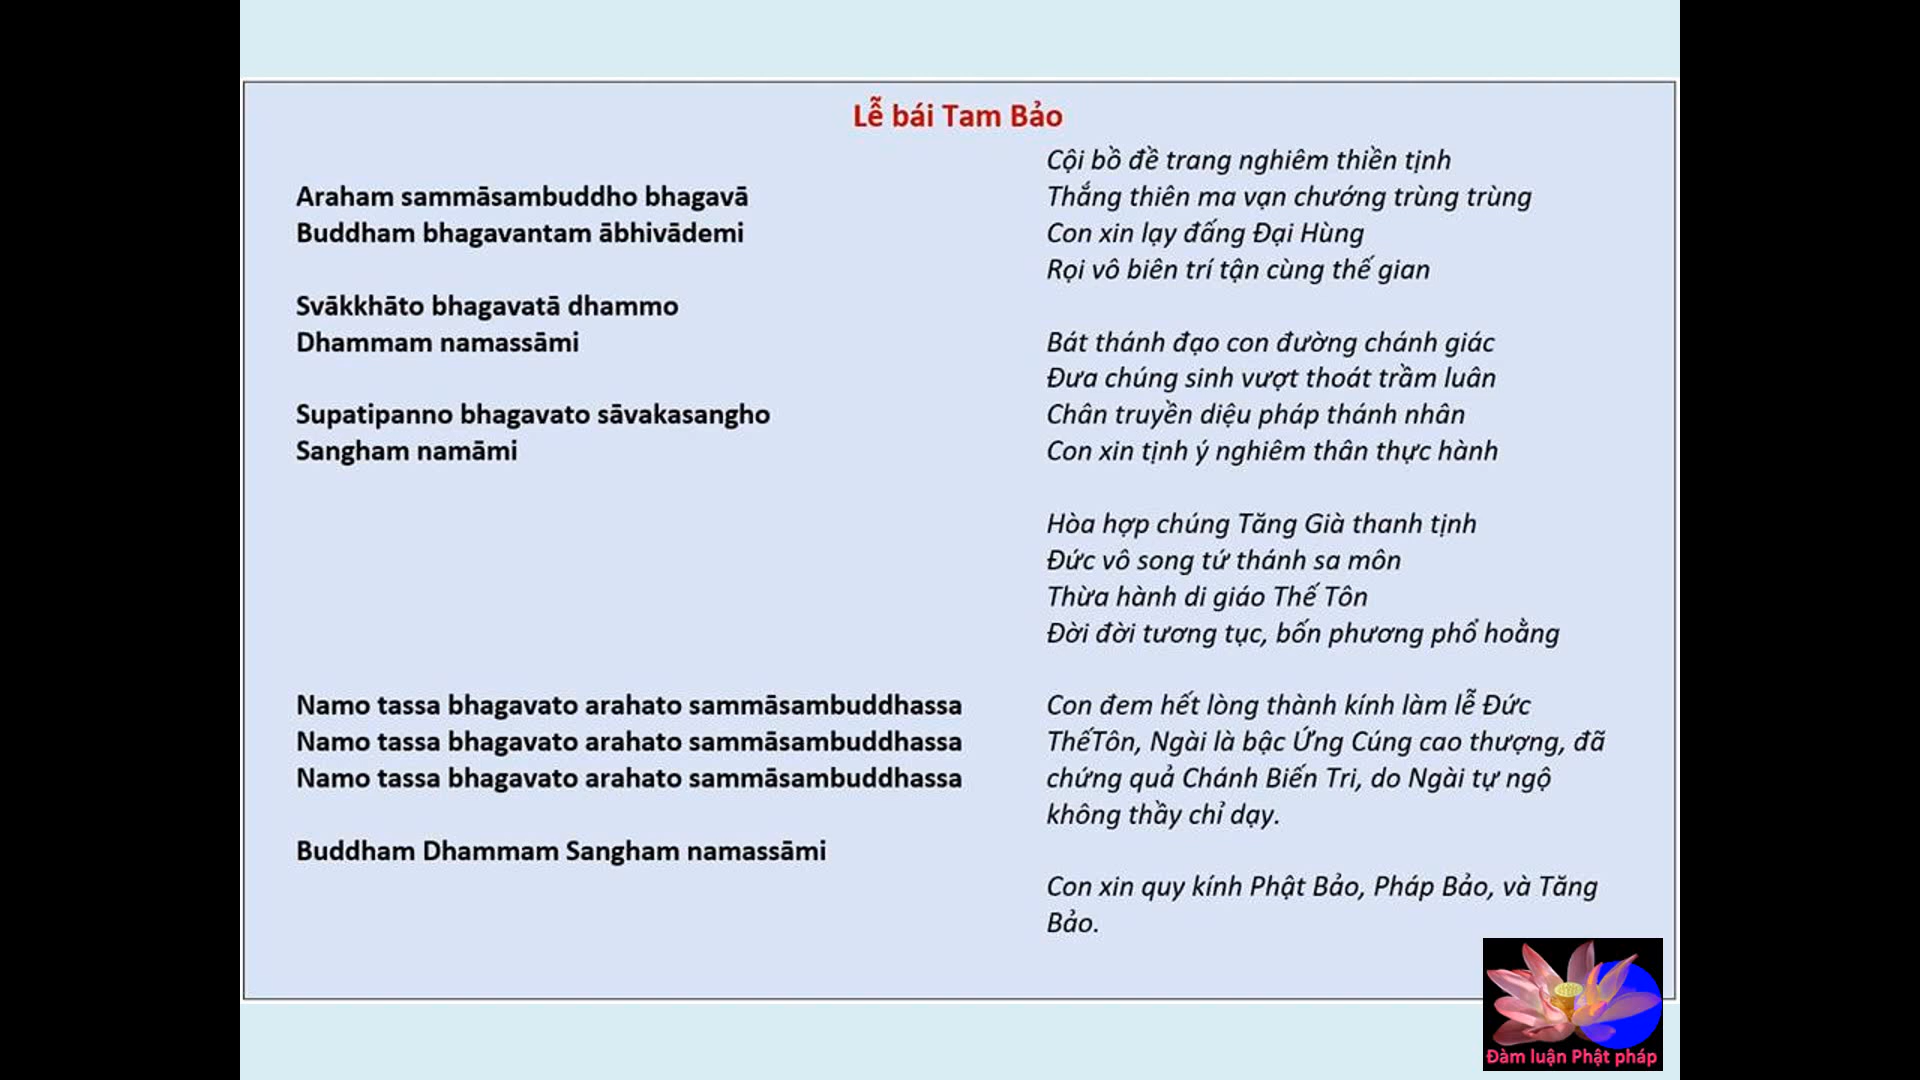 Lễ bái Tam Bảo
Araham sammāsambuddho bhagavā
Buddham bhagavantam ābhivādemi
Svākkhāto bhagavatā dhammo
Dhammam namassāmi
Supatipanno bhagavato sāvakasangho
Sangham namāmi
Namo tassa bhagavato arahato sammāsambuddhassa
Namo tassa bhagavato arahato sammāsambuddhassa
Namo tassa bhagavato arahato sammāsambuddhassa
Buddham Dhammam Sangham namassāmi
Cội bồ đề trang nghiêm thiền tịnh
Thắng thiên ma vạn chướng trùng trùng
Con xin lạy đấng Đại Hùng
Rọi vô biên trí tận cùng thế gian
Bát thánh đạo con đường chánh giác
Đưa chúng sinh vượt thoát trầm luân
Chân truyền diệu pháp thánh nhân
Con xin tịnh ý nghiêm thân thực hành
Hòa hợp chúng Tăng Già thanh tịnh
Đức vô song tứ thánh sa môn
Thừa hành di giáo Thế Tôn
Đời đời tương tục, bốn phương phổ hoằng
Con đem hết lòng thành kính làm lễ Đức
ThếTôn, Ngài là bậc Ứng Cúng cao thượng, đã
chứng quả Chánh Biến Tri, do Ngài tự ngộ
không thầy chỉ dạy.
Con xin quy kính Phật Bảo, Pháp Bảo, và Tăng
Bảo.
Đàm luận Phật pháp